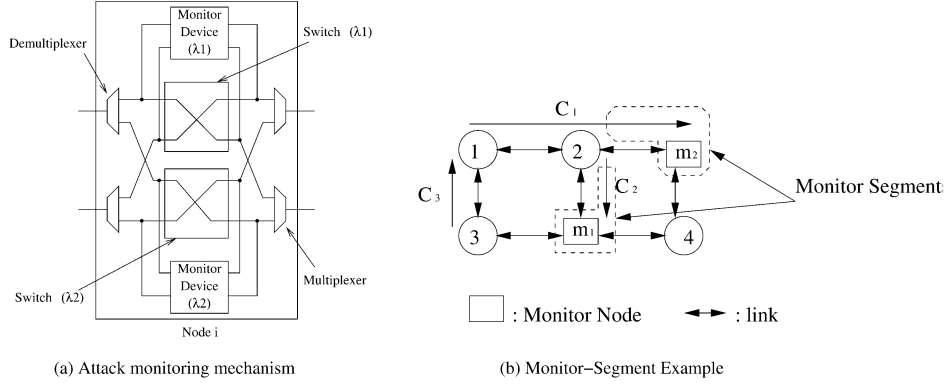 Monitor
Device
(λ1)
Switch (λ1)
Demultiplexer
Monitor
Device
(λ2)
Switch (λ2)
Multiplexer
Node i
(a) Attack monitoring mechanism
C1
1
2
m2
C3
C2
Monitor Segment
3
m1
4
: Monitor Node
: link
(b) Monitor–Segment Example